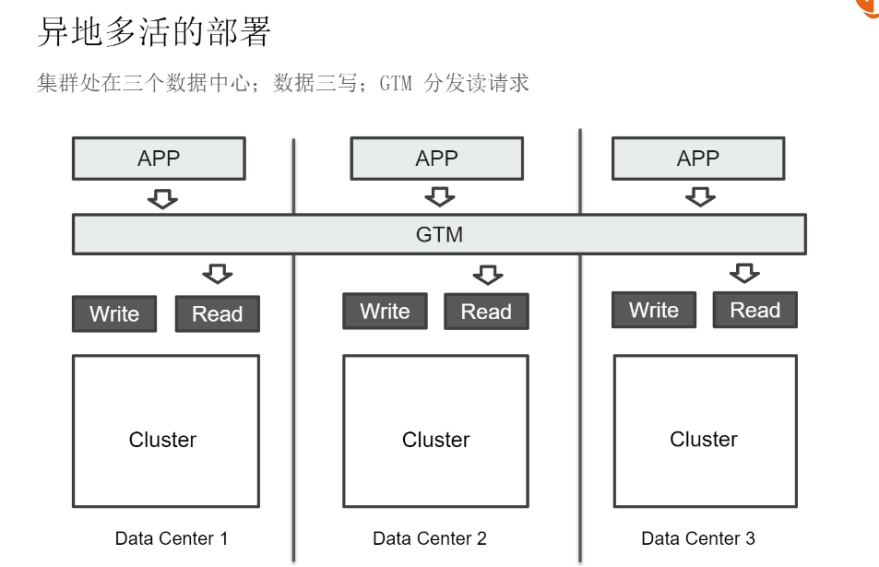 异地多活的部署
集群处在三个数据中心；数据三写；GTM 分发读请求
APP APP APP
GTM
Write Read Write Read Write Read
Cluster Cluster Cluster
Data Center 1 Data Center 2 Data Center 3